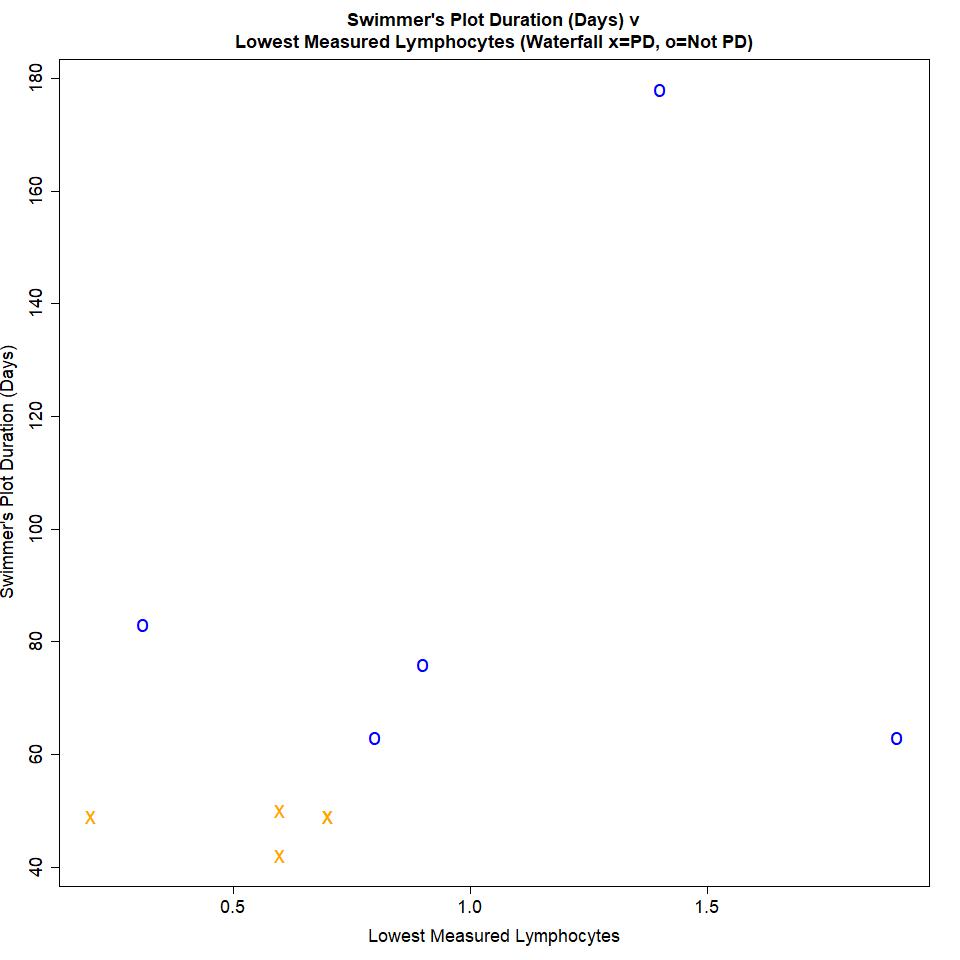 Swimmer's Plot Duration (Days) v
Lowest Measured Lymphocytes (Waterfall x=PD, o=Not PD)
Swimmer's Plot Duration (Days)
180
160
140
120
100
80
60
40
O
O
O
O
O
X
X
X
X
0.5
1.0
1.5
Lowest Measured Lymphocytes